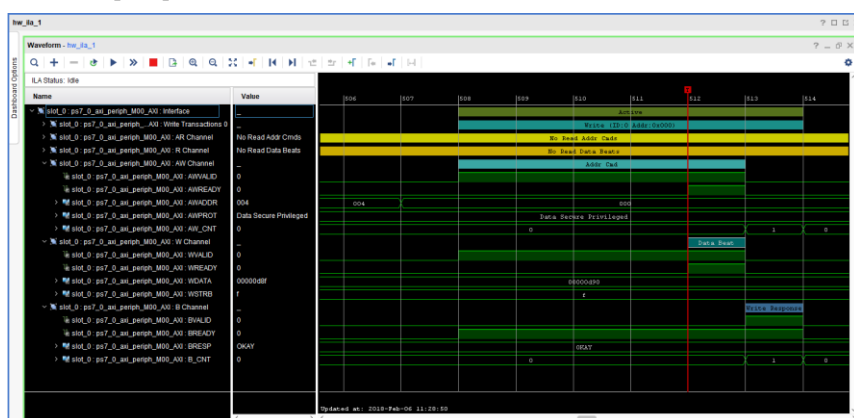 hw_ila_1
Waveform - hw_ila_1
Dashboard Options
ILA Status: Idle
Name Value
506 507 508 509 510 511 512 513 514
slot_0 : ps7_0_axi_periph_M00_AXI : Interface _ Active
slot_0 : ps7_0_axi_periph_..AXI : Write Transactions 0 _ Write (ID:0 Addr:0x000)
slot_0 : ps7_0_axi_periph_M00_AXI : AR Channel No Read Addr Cmds No Read Addr Cmds
slot_0 : ps7_0_axi_periph_M00_AXI : R Channel No Read Data Beats No Read Data Beats
slot_0 : ps7_0_axi_periph_M00_AXI : AW Channel _ Addr Cmd
slot_0 : ps7_0_axi_periph_M00_AXI : AWVALID 0
slot_0 : ps7_0_axi_periph_M00_AXI : AWREADY 0
slot_0 : ps7_0_axi_periph_M00_AXI : AWADDR 004 004 000
slot_0 : ps7_0_axi_periph_M00_AXI : AWPROT Data Secure Privileged Data Secure Privileged
slot_0 : ps7_0_axi_periph_M00_AXI : AW_CNT 0 0 1 0
slot_0 : ps7_0_axi_periph_M00_AXI : W Channel _ Data Beat
slot_0 : ps7_0_axi_periph_M00_AXI : WVALID 0
slot_0 : ps7_0_axi_periph_M00_AXI : WREADY 0
slot_0 : ps7_0_axi_periph_M00_AXI : WDATA 00000d8f 00000d90
slot_0 : ps7_0_axi_periph_M00_AXI : WSTRB f f
slot_0 : ps7_0_axi_periph_M00_AXI : B Channel _ Write Response
slot_0 : ps7_0_axi_periph_M00_AXI : BVALID 0
slot_0 : ps7_0_axi_periph_M00_AXI : BREADY 0
slot_0 : ps7_0_axi_periph_M00_AXI : BRESP OKAY OKAY
slot_0 : ps7_0_axi_periph_M00_AXI : B_CNT 0 0 1 0
Updated at: 2018-Feb-06 11:28:50